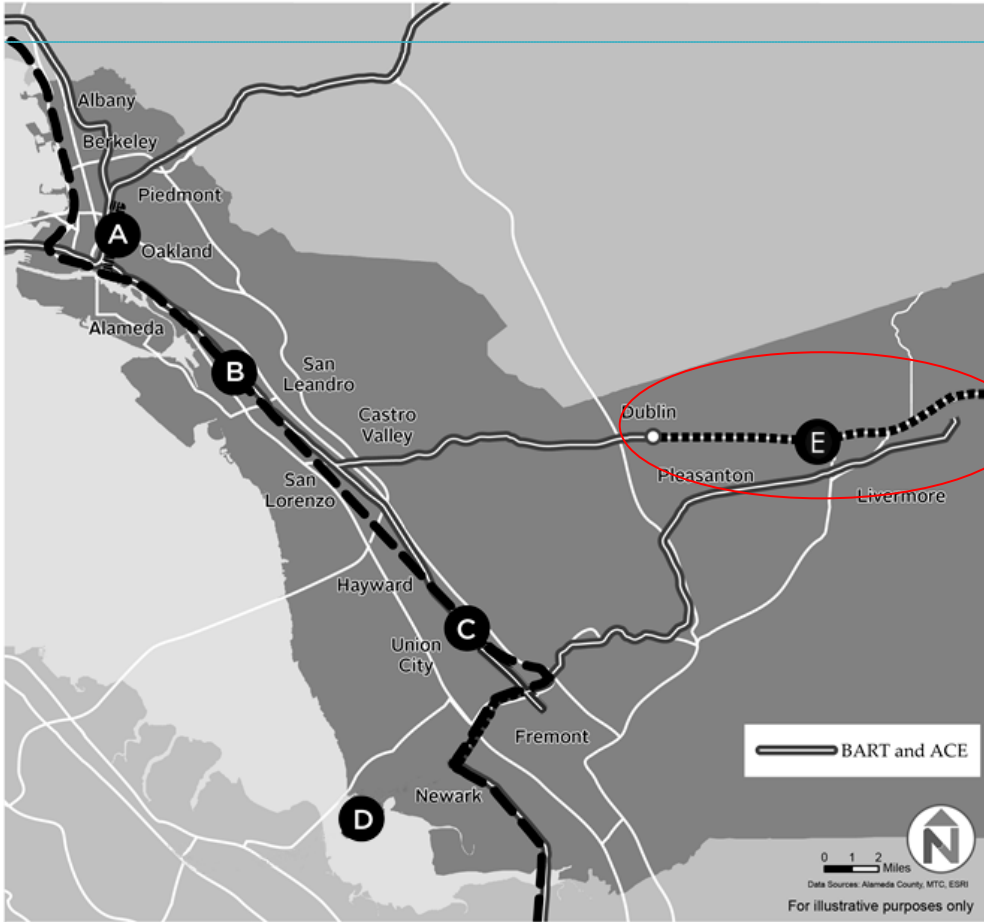 Albany
Berkeley
Piedmont
A
Oakland
Alameda
B
San
Leandro
Castro
Valley
Dublin
E
Pleasanton
San
Lorenzo
Livermore
Hayward
C
Union
City
Fremont
BART and ACE
Newark
D
N
0 1 2
Miles
Data Sources: Alameda County, MTC, ESRI
For illustrative purposes only